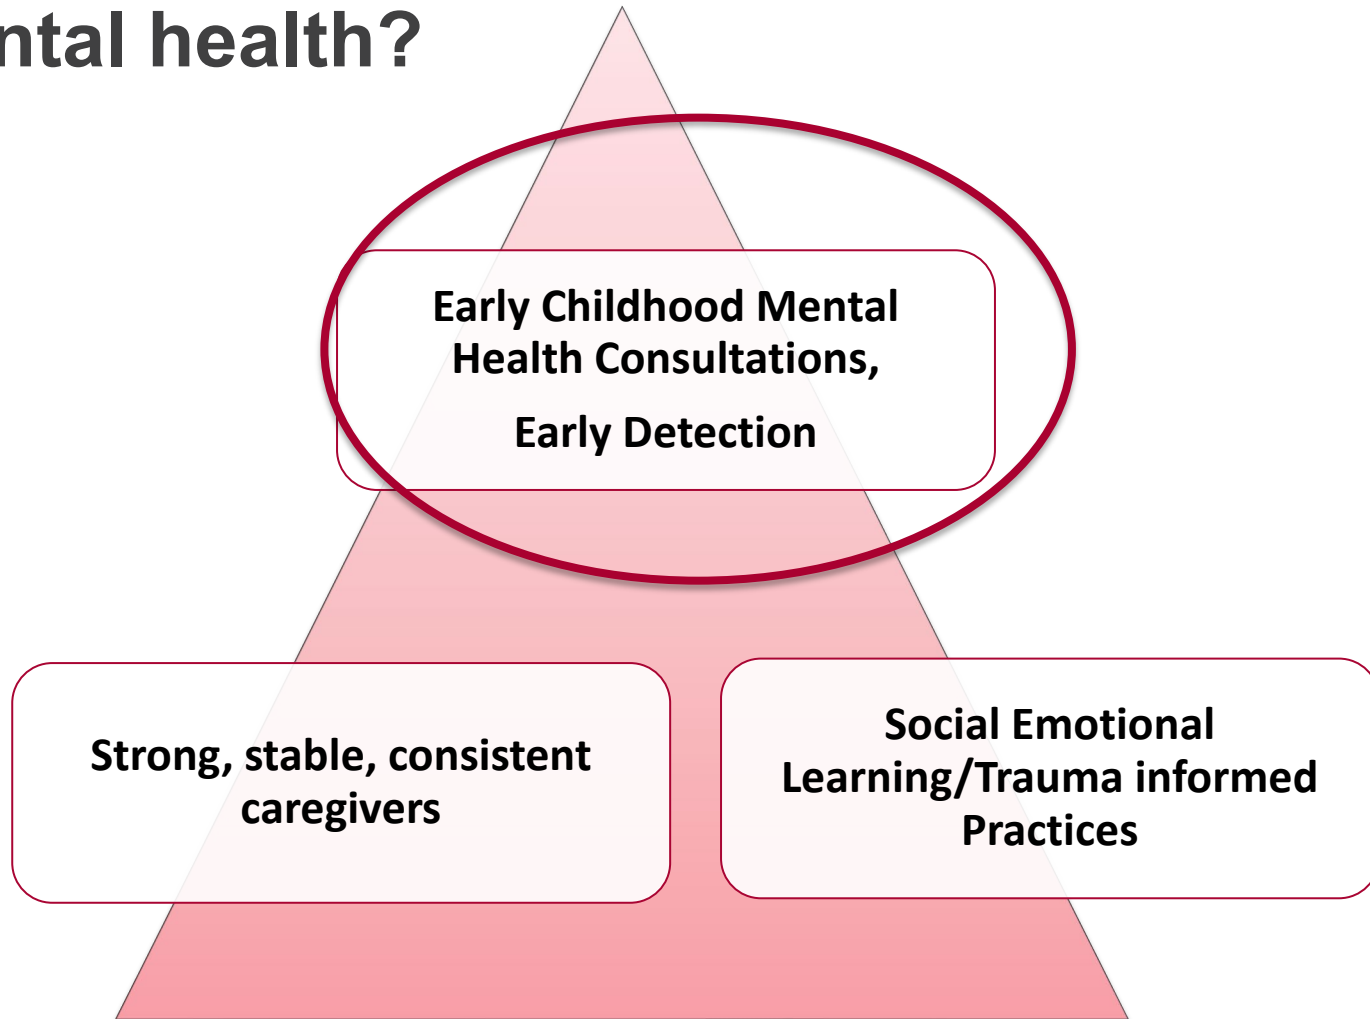 ntal health?
Early Childhood Mental
Health Consultations,
Early Detection
Strong, stable, consistent
caregivers
Social Emotional
Learning/Trauma informed
Practices